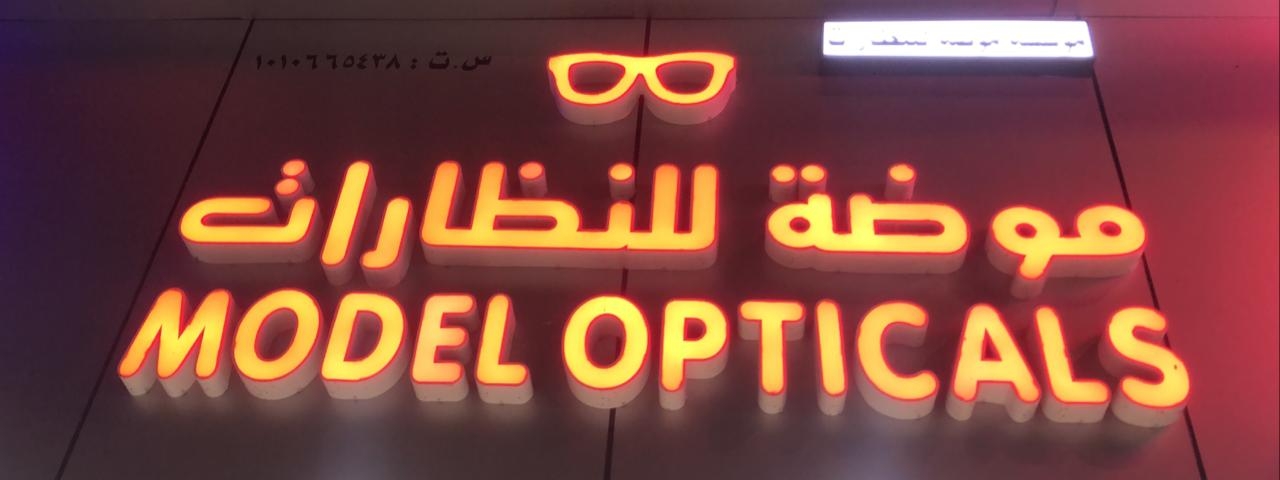 س.ت : ١٠١٠٦٦٥٤٣٨
موضة للنظارات
MODEL OPTICALS